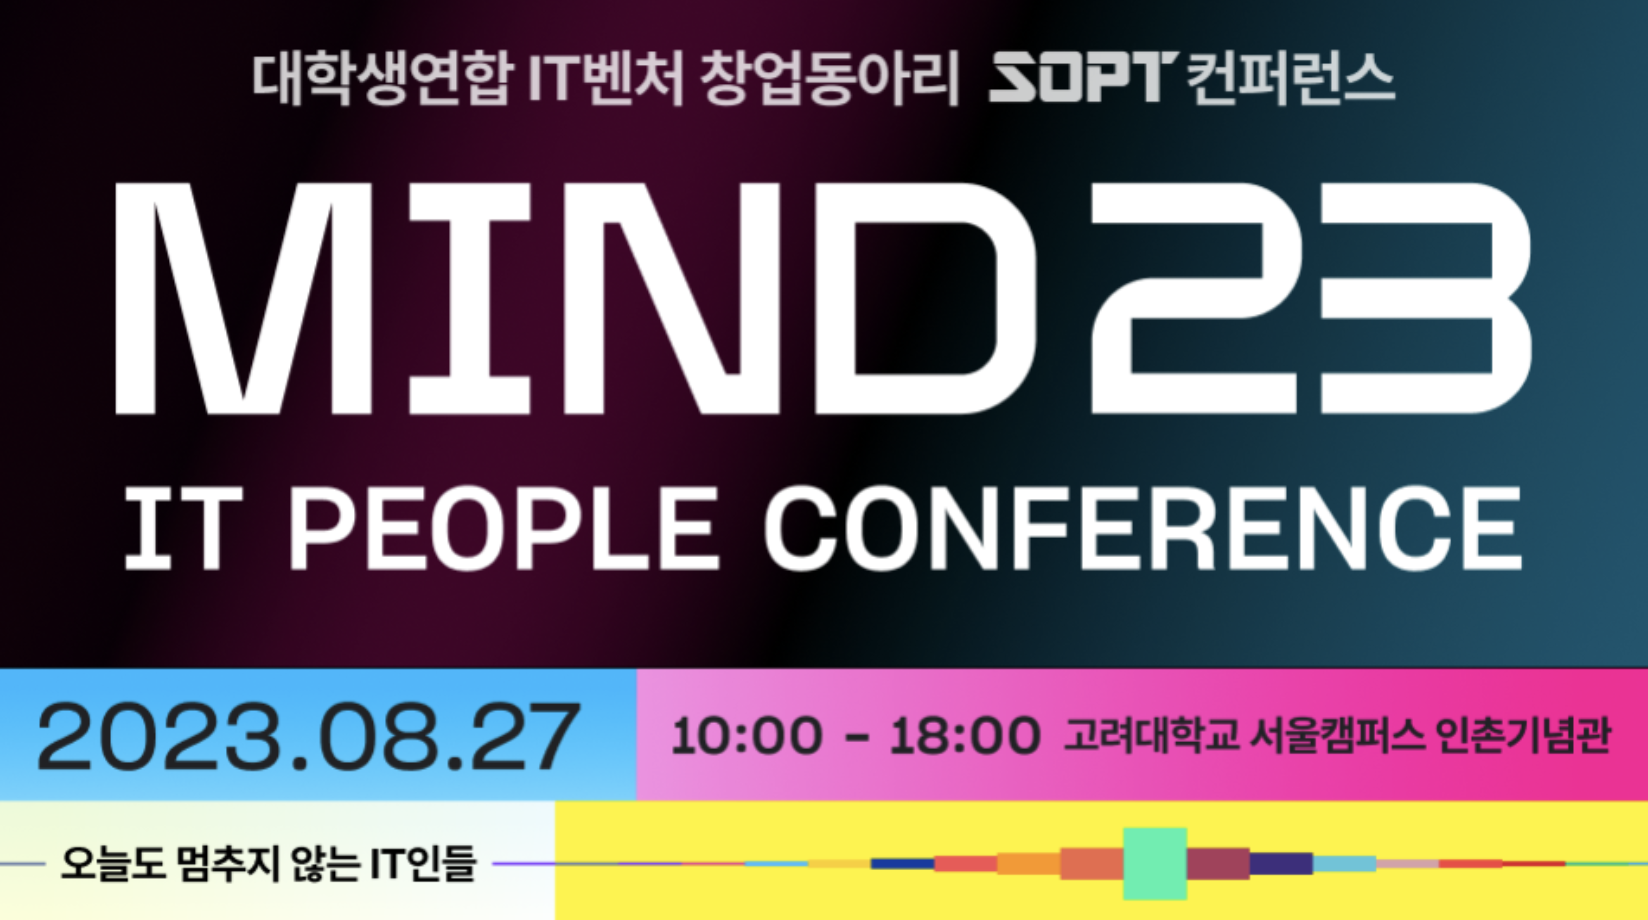 대학생연합 IT벤처 창업동아리 SOPT 컨퍼런스
MIND 23
IT PEOPLE CONFERENCE
2023.08.27
10:00 - 18:00 고려대학교 서울캠퍼스 인촌기념관
오늘도 멈추지 않는 IT인들